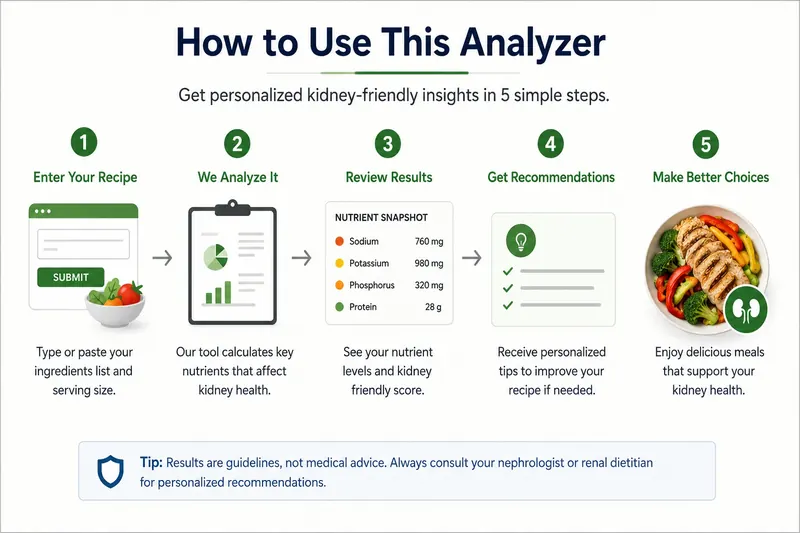 How to Use This Analyzer
Get personalized kidney-friendly insights in 5 simple steps.
1
Enter Your Recipe
SUBMIT
Type or paste your
ingredients list and
serving size.
2
We Analyze It
Our tool calculates key
nutrients that affect
kidney health.
3
Review Results
NUTRIENT SNAPSHOT
Sodium 760 mg
Potassium 980 mg
Phosphorus 320 mg
Protein 28 g
See your nutrient
levels and kidney
friendly score.
4
Get Recommendations
Receive personalized
tips to improve your
recipe if needed.
5
Make Better Choices
Enjoy delicious meals
that support your
kidney health.
Tip: Results are guidelines, not medical advice. Always consult your nephrologist or renal dietitian
for personalized recommendations.